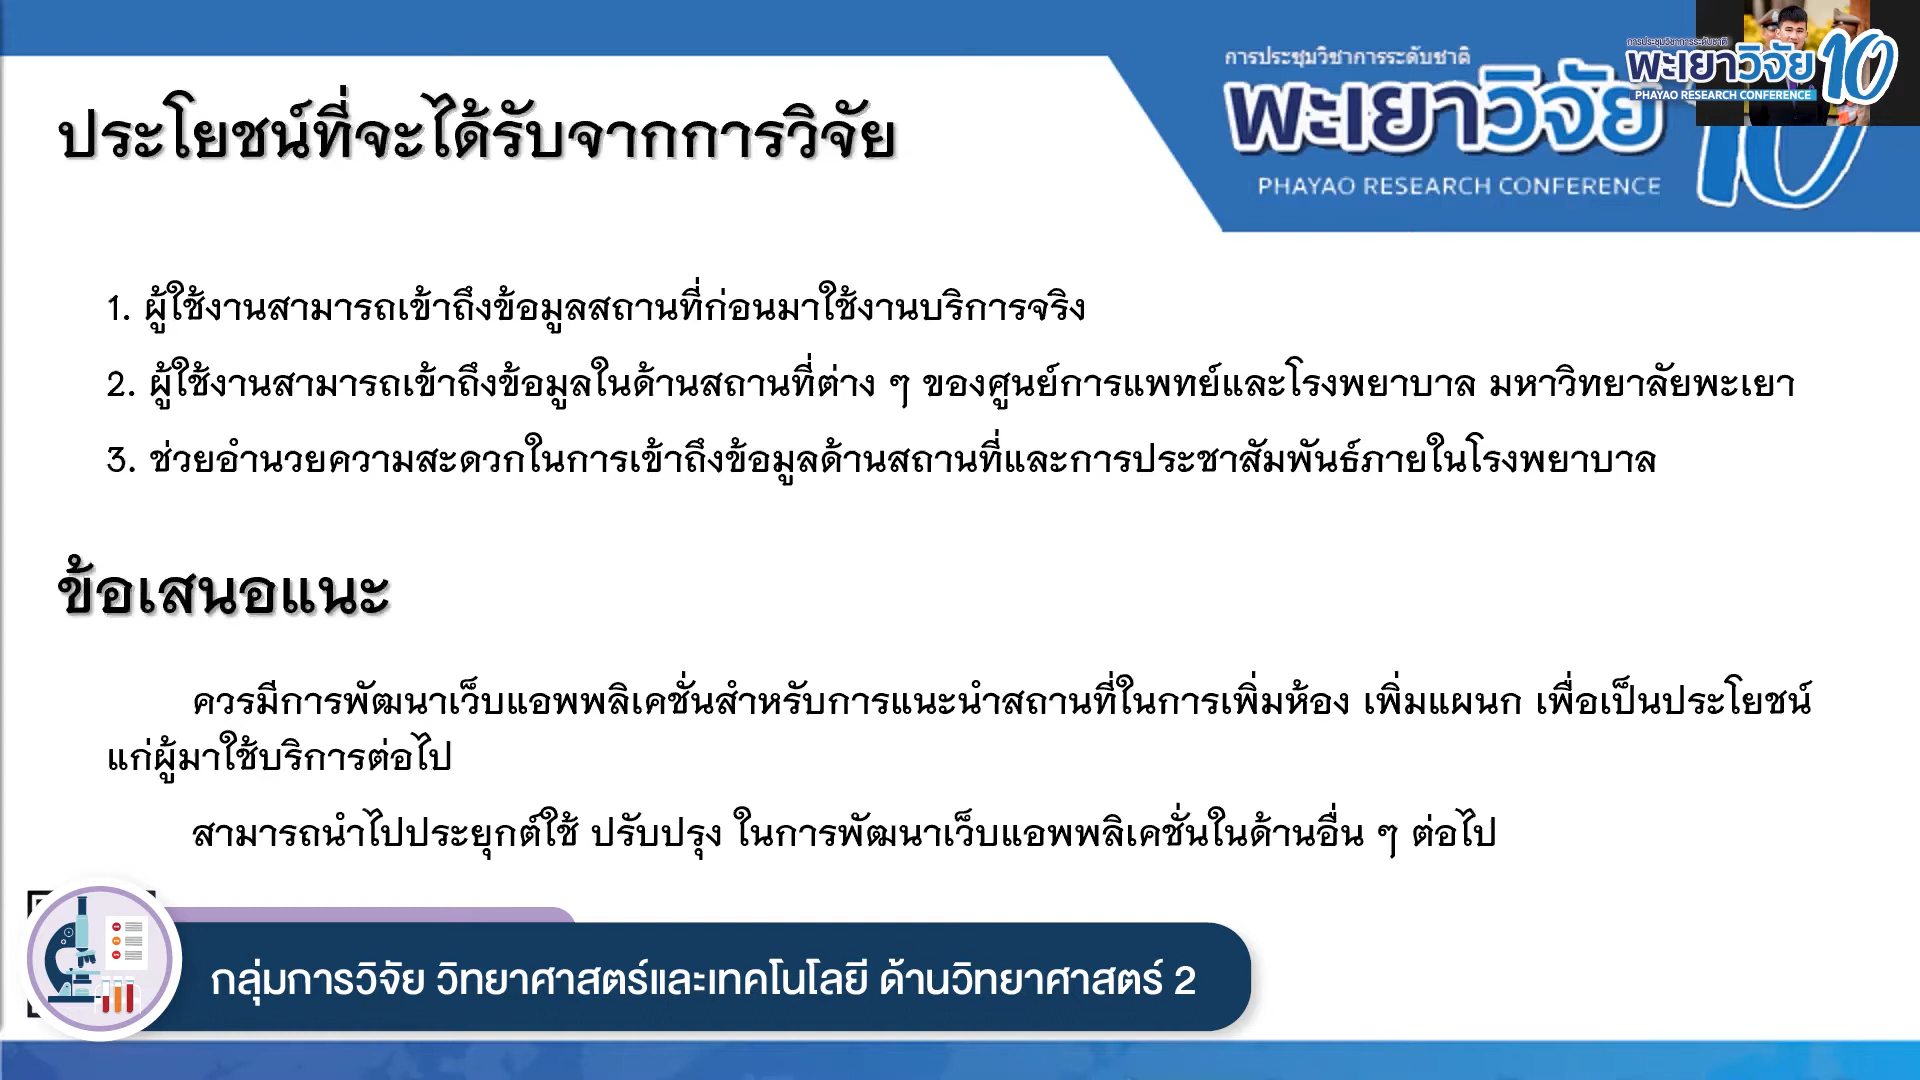 การประชุมวิชาการระดับชาติ
พะเยาวิจัย 10
PHAYAO RESEARCH CONFERENCE
การประชุมวิชาการระดับชาติ
พะเยาวิจัย 10
PHAYAO RESEARCH CONFERENCE
ประโยชน์ที่จะได้รับจากการวิจัย
1. ผู้ใช้งานสามารถเข้าถึงข้อมูลสถานที่ก่อนมาใช้งานบริการจริง
2. ผู้ใช้งานสามารถเข้าถึงข้อมูลในด้านสถานที่ต่าง ๆ ของศูนย์การแพทย์และโรงพยาบาล มหาวิทยาลัยพะเยา
3. ช่วยอำนวยความสะดวกในการเข้าถึงข้อมูลด้านสถานที่และการประชาสัมพันธ์ภายในโรงพยาบาล
ข้อเสนอแนะ
ควรมีการพัฒนาเว็บแอพพลิเคชั่นสำหรับการแนะนำสถานที่ในการเพิ่มห้อง เพิ่มแผนก เพื่อเป็นประโยชน์
แก่ผู้มาใช้บริการต่อไป
สามารถนำไปประยุกต์ใช้ ปรับปรุง ในการพัฒนาเว็บแอพพลิเคชั่นในด้านอื่น ๆ ต่อไป
กลุ่มการวิจัย วิทยาศาสตร์และเทคโนโลยี ด้านวิทยาศาสตร์ 2